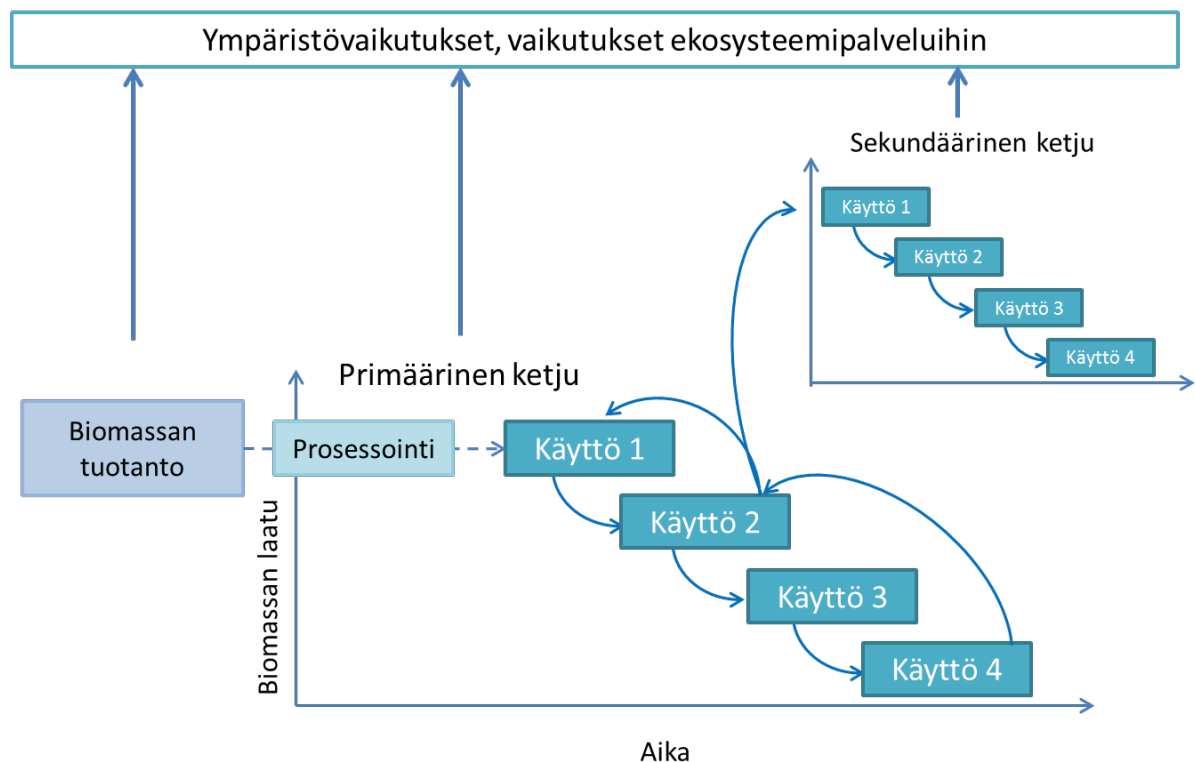 Ympäristövaikutukset, vaikutukset ekosysteemipalveluihin
Sekundäärinen ketju
Käyttö 1
Käyttö 2
Käyttö 3
Käyttö 4
Primäärinen ketju
Biomassan
tuotanto
Prosessointi
Käyttö 1
Käyttö 2
Käyttö 3
Käyttö 4
Biomassan laatu
Aika